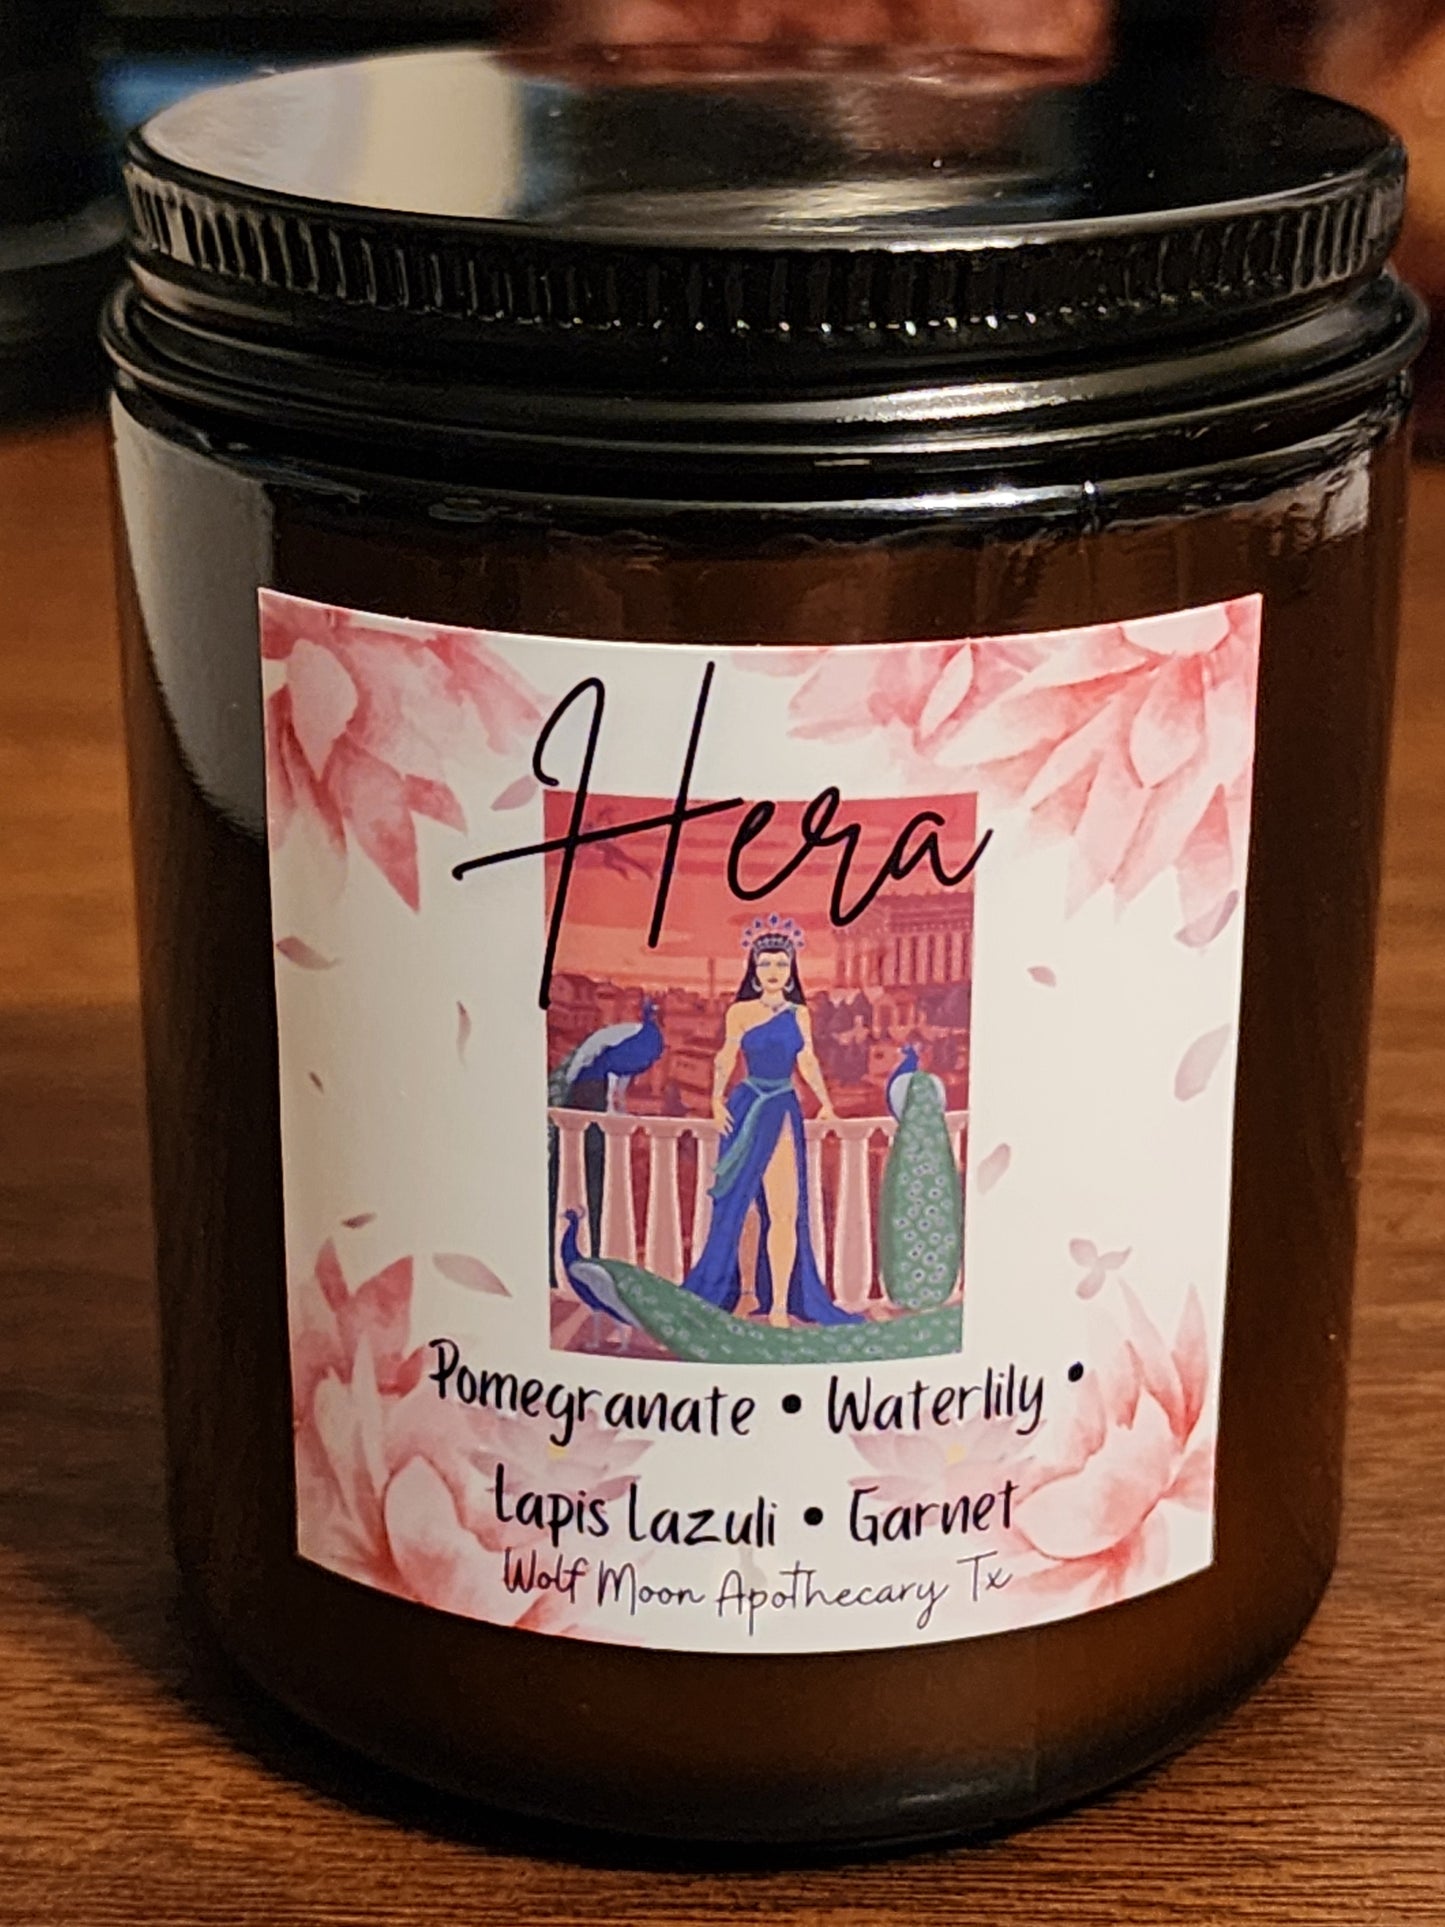 Hera
Pomegranate • Waterlily •
Lapis Lazuli • Garnet
Wolf Moon Apothecary Tx